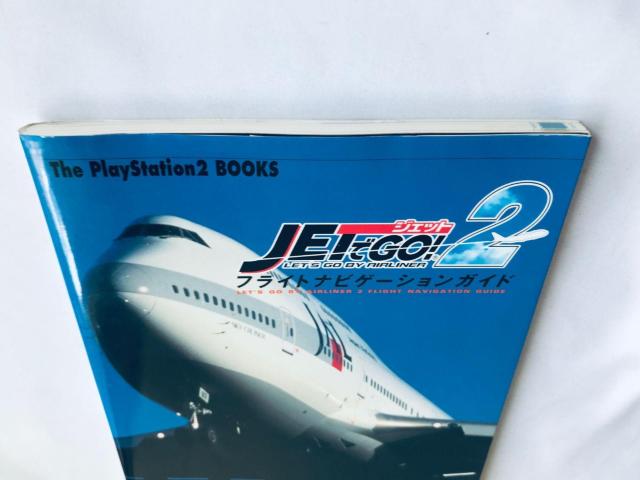 The PlayStation2 BOOKS
ジェット
JETでGO! 2
LET'S GO BY AIRLINER
フライトナビゲーションガイド
LET'S GO BY AIRLINER 2 FLIGHT NAVIGATION GUIDE
JAL